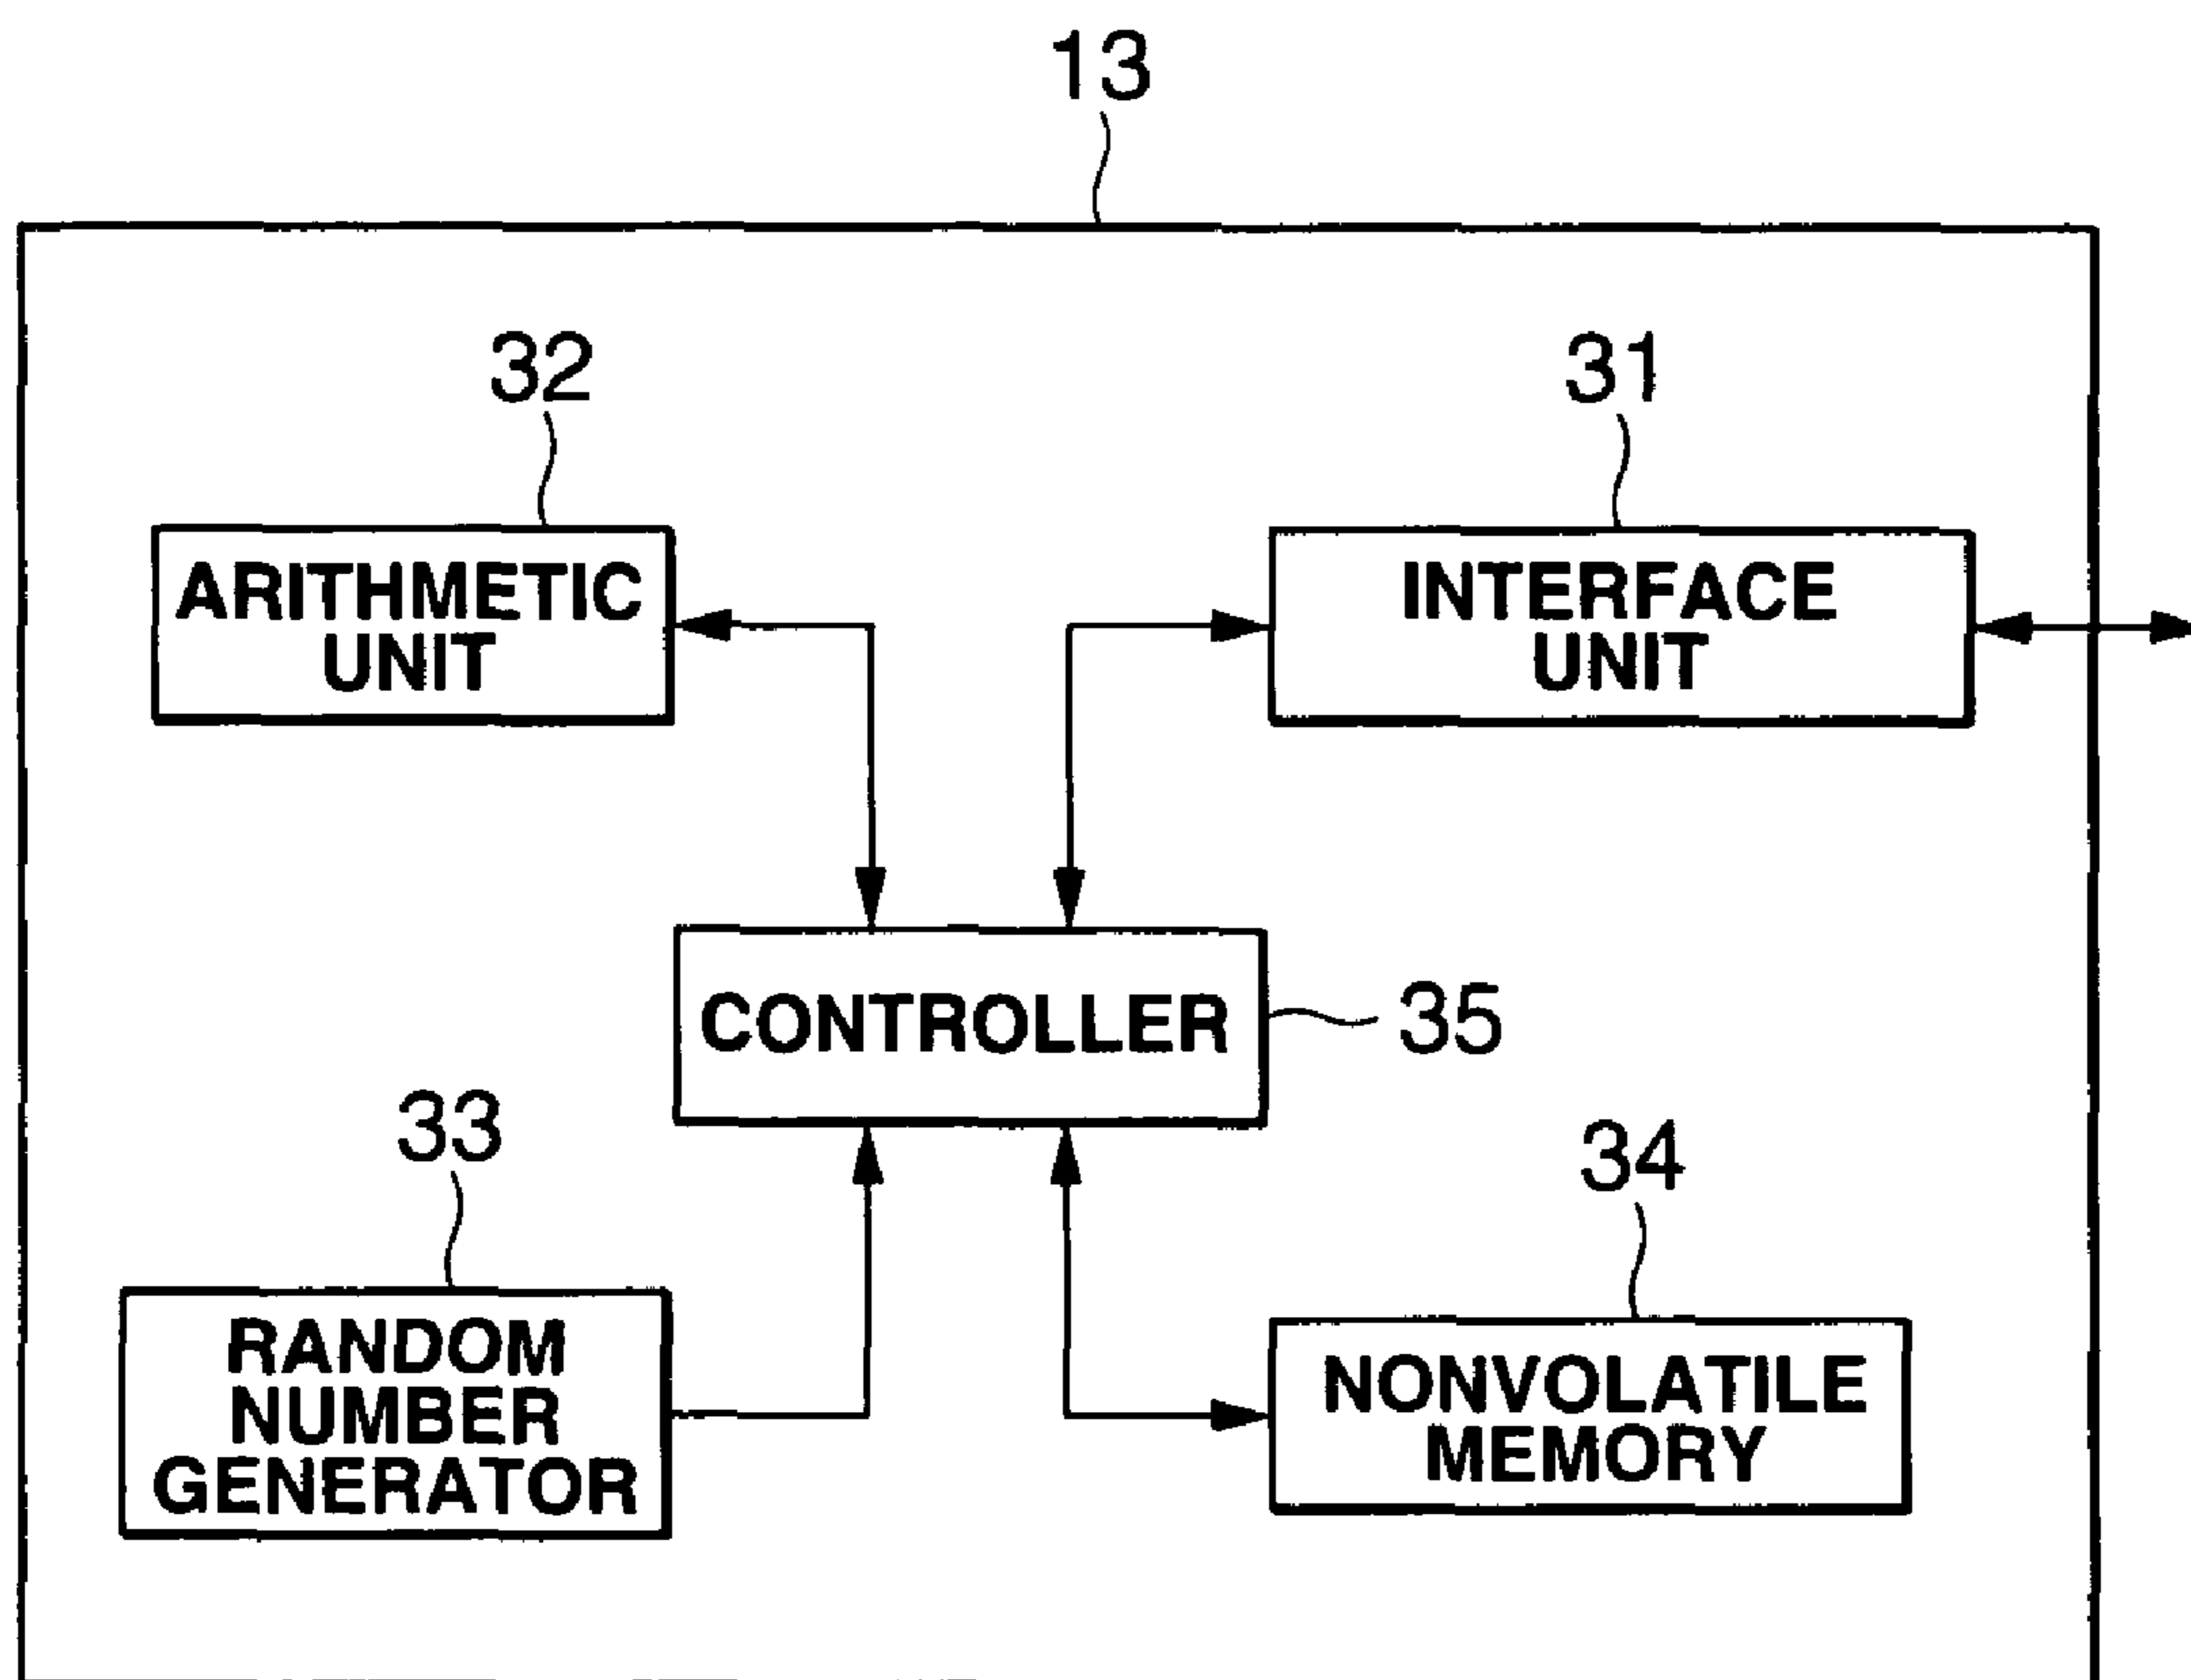 13
32
31
ARITHMETIC
UNIT
INTERFACE
UNIT
CONTROLLER
35
33
34
RANDOM
NUMBER
GENERATOR
NONVOLATILE
MEMORY